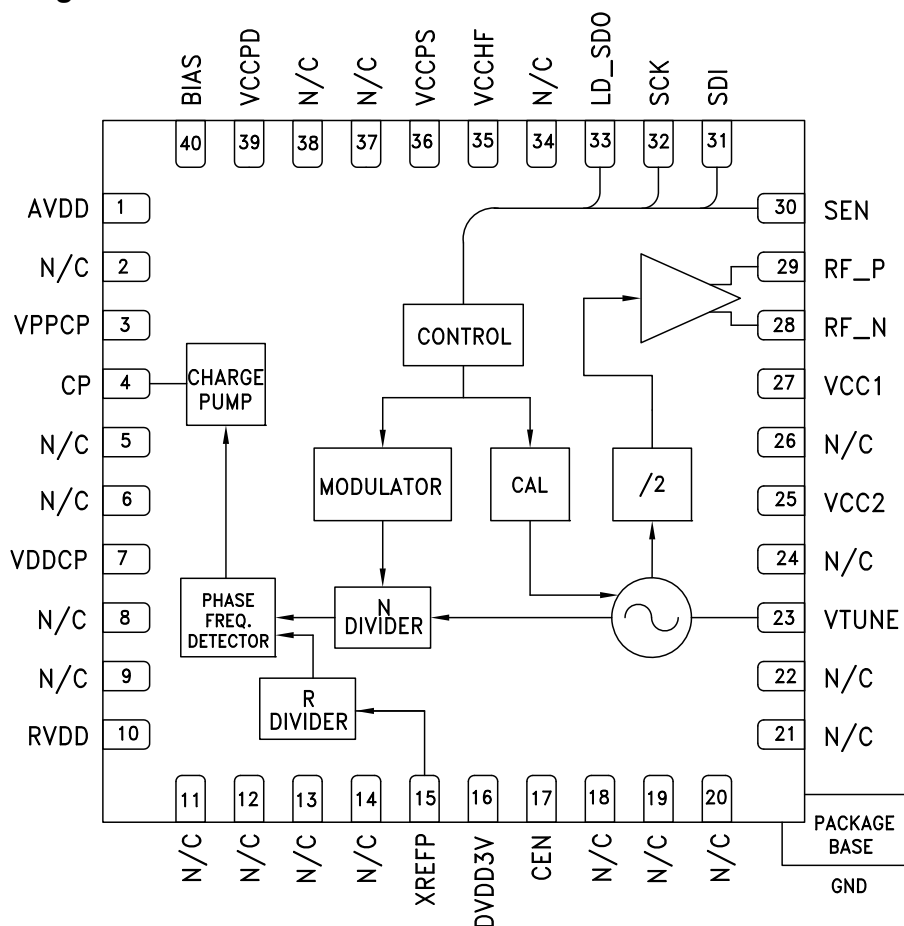 BIAS
VCCPD
N/C
N/C
VCCPS
VCCHF
N/C
LD_SDO
SCK
SDI
40
39
38
37
36
35
34
33
32
31
AVDD
1
30
SEN
N/C
2
29
RF_P
VPPCP
3
28
RF_N
CONTROL
CP
4
CHARGE
PUMP
27
VCC1
N/C
5
26
N/C
MODULATOR
CAL
/2
N/C
6
25
VCC2
VDDCP
7
24
N/C
N/C
8
PHASE
FREQ.
DETECTOR
N
DIVIDER
23
VTUNE
N/C
9
22
N/C
R
DIVIDER
RVDD
10
21
N/C
11
12
13
14
15
16
17
18
19
20
N/C
N/C
N/C
N/C
XREFP
DVDD3V
CEN
N/C
N/C
N/C
PACKAGE
BASE
GND